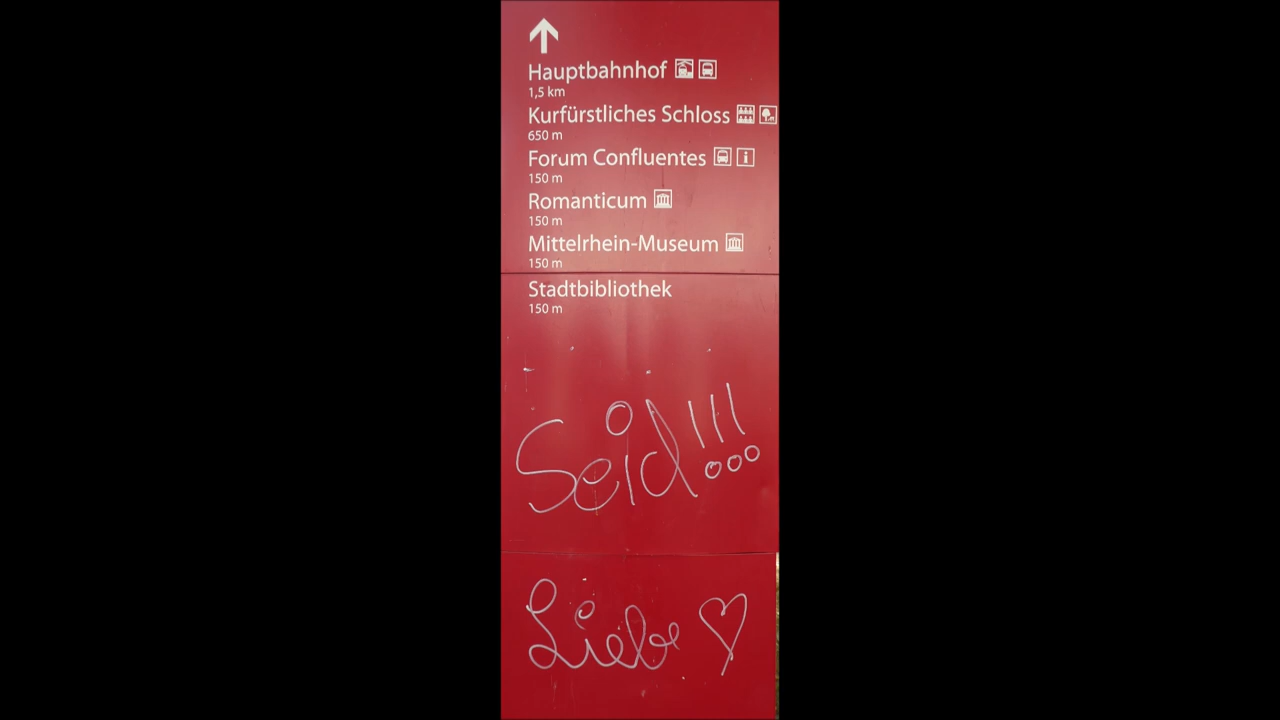 Hauptbahnhof
1,5 km
Kurfürstliches Schloss
650 m
Forum Confluentes
150 m
Romanticum
150 m
Mittelrhein-Museum
150 m
Stadtbibliothek
150 m
Seid!!!
Liebe